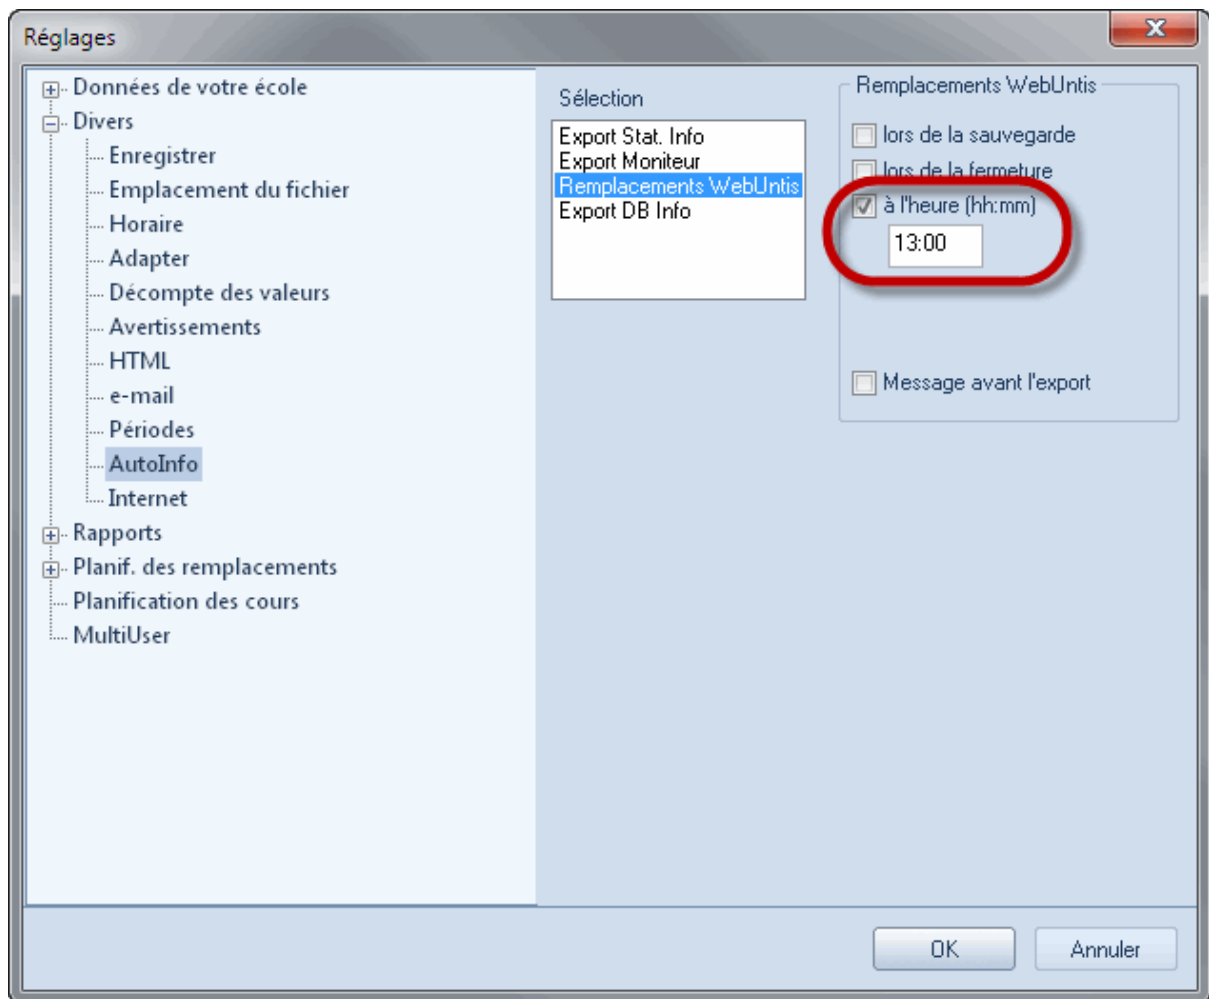 Réglages
Données de votre école
Divers
Enregistrer
Emplacement du fichier
Horaire
Adapter
Décompte des valeurs
Avertissements
HTML
e-mail
Périodes
AutoInfo
Internet
Rapports
Planif. des remplacements
Planification des cours
MultiUser
Sélection
Export Stat. Info
Export Moniteur
Remplacements WebUntis
Export DB Info
Remplacements WebUntis
lors de la sauvegarde
lors de la fermeture
à l'heure (hh:mm)
13:00
Message avant l'export
OK
Annuler